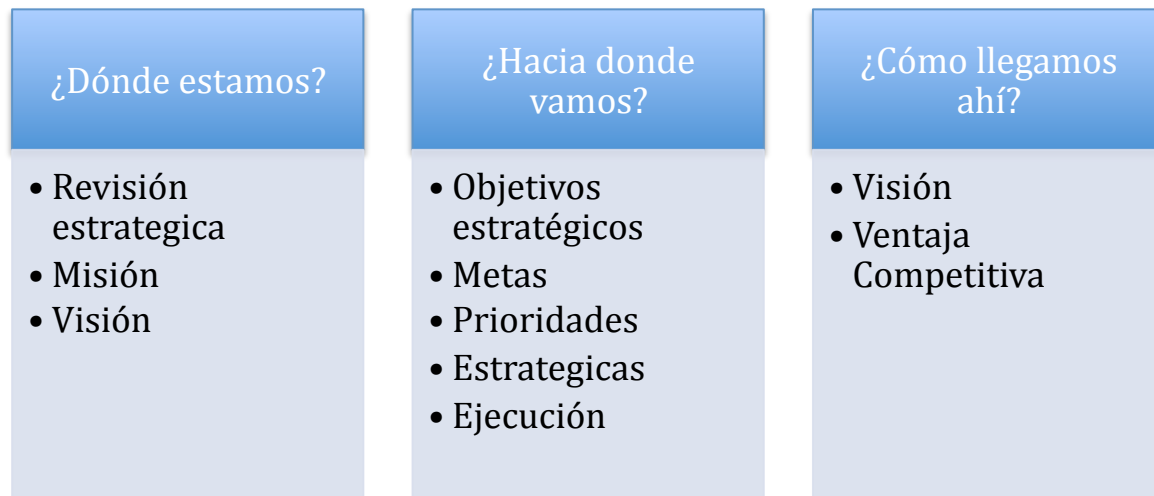 ¿Dónde estamos?
• Revisión
estrategica
• Misión
• Visión
¿Hacia donde
vamos?
• Objetivos
estratégicos
• Metas
• Prioridades
• Estrategicas
• Ejecución
¿Cómo llegamos
ahí?
• Visión
• Ventaja
Competitiva